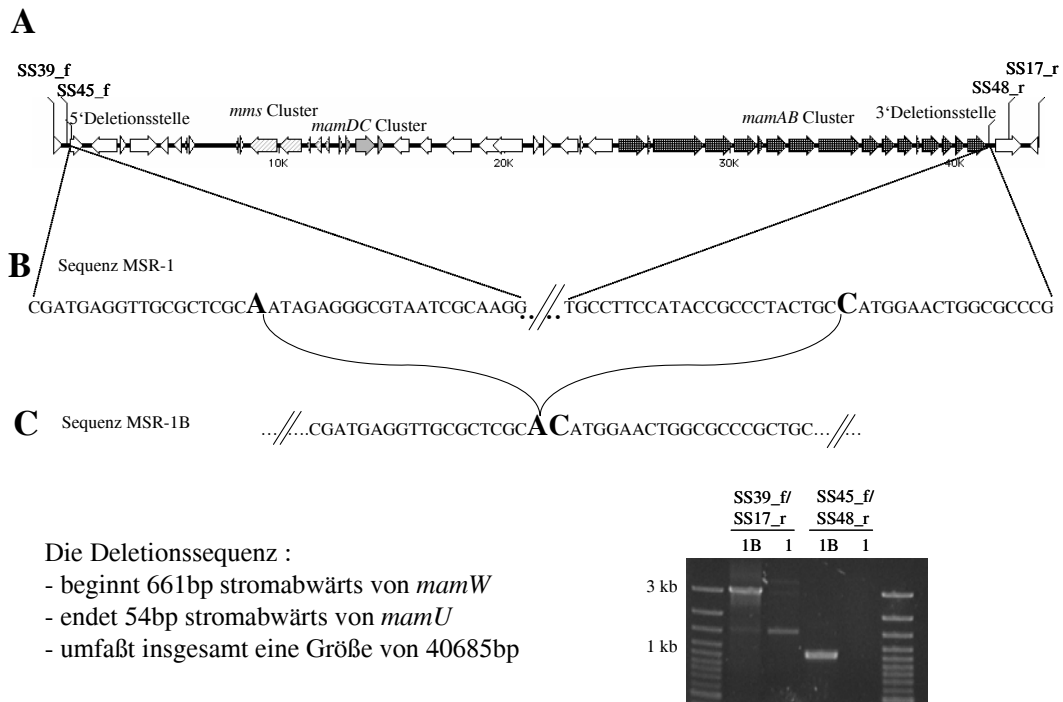 A
SS39_f
SS45_f
5‘Deletionsstelle
mms Cluster
mamDC Cluster
mamAB Cluster
3‘Deletionsstelle
SS48_r
SS17_r
10K
20K
30K
40K
B
Sequenz MSR-1
CGATGAGGTTGCGCTCGCAATAGAGGGCGTAATCGCAAGG..//..TGCCTTCCATACCGCCCTACTGCCATGGAACTGGCGCCCG
C
Sequenz MSR-1B
...//....CGATGAGGTTGCGCTCGCACATGGAACTGGCGCCCGCTGC...//...
SS39_f/ SS45_f/
SS17_r SS48_r
1B 1 1B 1
3 kb
1 kb
Die Deletionssequenz :
- beginnt 661bp stromabwärts von mamW
- endet 54bp stromabwärts von mamU
- umfaßt insgesamt eine Größe von 40685bp